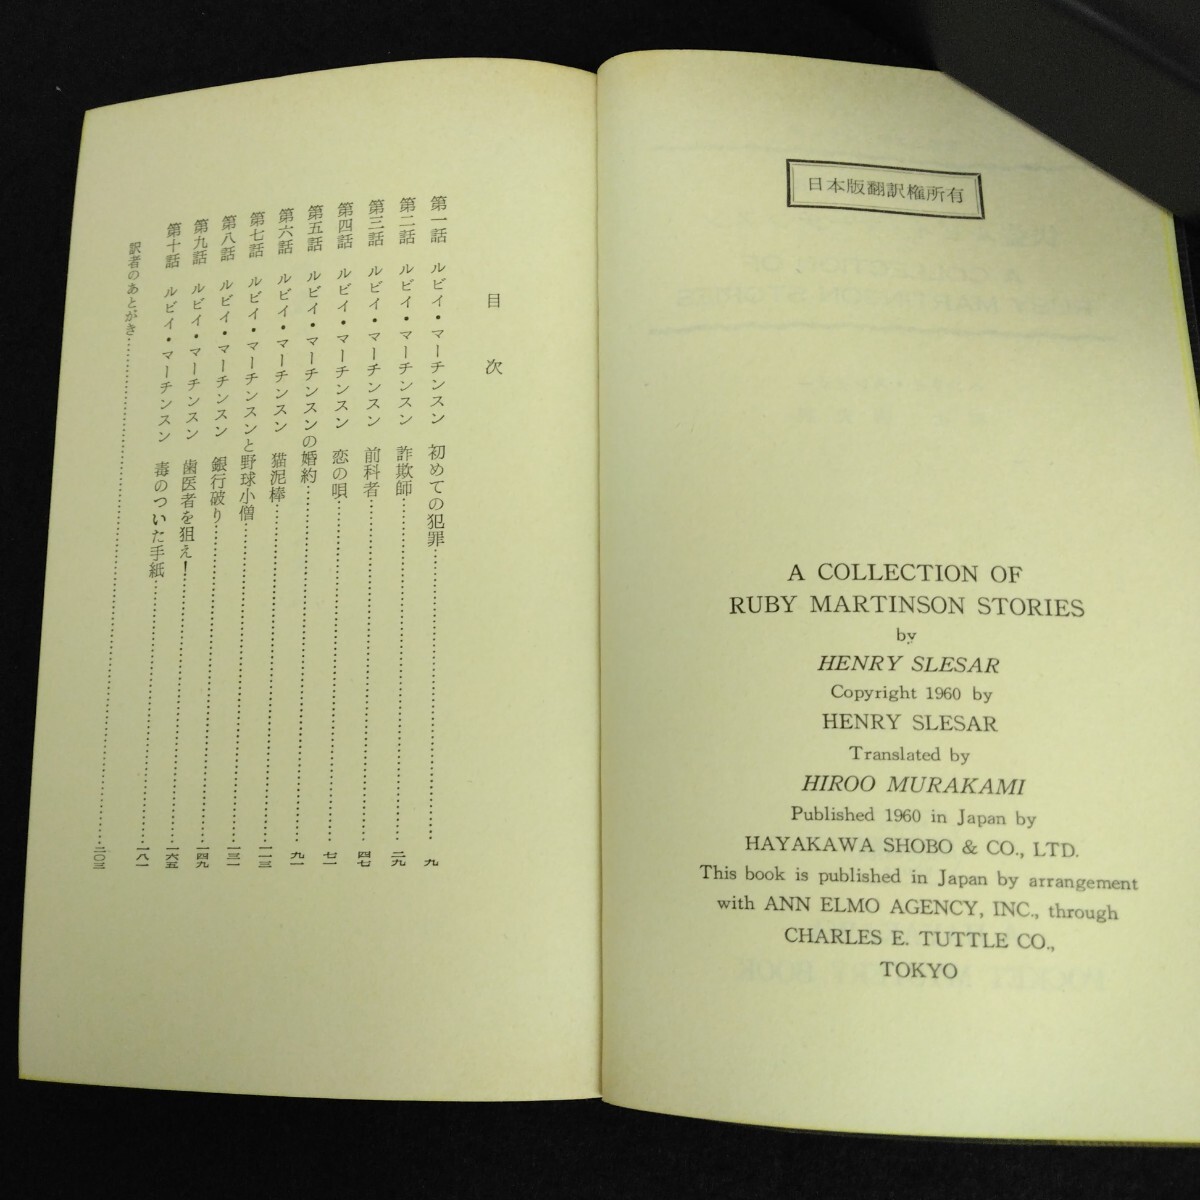 日本版翻訳権所有
A COLLECTION OF
RUBY MARTINSON STORIES
by
HENRY SLESAR
Copyright 1960 by
HENRY SLESAR
Translated by
HIROO MURAKAMI
Published 1960 in Japan by
HAYAKAWA SHOBO & CO., LTD.
This book is published in Japan by arrangement
with ANN ELMO AGENCY, INC., through
CHARLES E. TUTTLE CO.,
TOKYO
目次
第一話 ルビイ・マーチンスン 初めての犯罪……九
第二話 ルビイ・マーチンスン 詐欺師……二九
第三話 ルビイ・マーチンスン 前科者……四七
第四話 ルビイ・マーチンスン 恋の唄……七一
第五話 ルビイ・マーチンスンの婚約……九一
第六話 ルビイ・マーチンスン 猫泥棒……一一三
第七話 ルビイ・マーチンスンと野球小僧……一三一
第八話 ルビイ・マーチンスン 銀行破り……一四九
第九話 ルビイ・マーチンスン 歯医者を狙え！……一六五
第十話 ルビイ・マーチンスン 毒のついた手紙……一八一
訳者のあとがき……二〇三